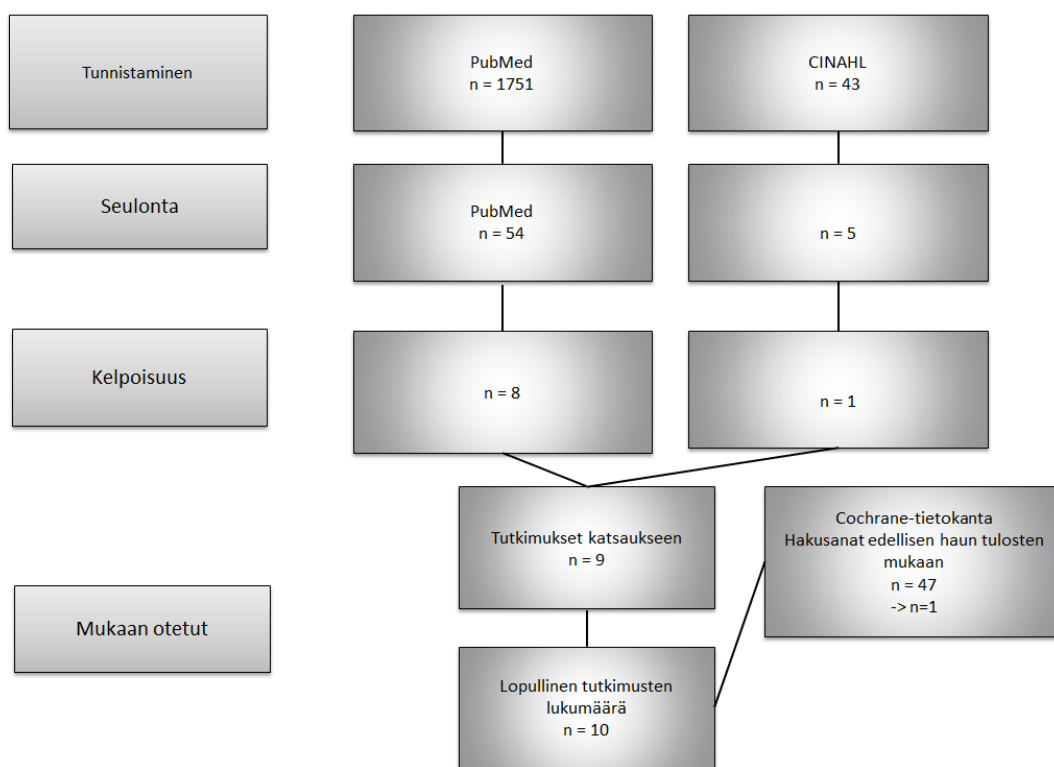 Tunnistaminen
PubMed
n = 1751
CINAHL
n = 43
Seulonta
PubMed
n = 54
n = 5
Kelpoisuus
n = 8
n = 1
Mukaan otetut
Tutkimukset katsaukseen
n = 9
Cochrane-tietokanta
Hakusanat edellisen haun tulosten
mukaan
n = 47
-> n=1
Lopullinen tutkimusten
lukumäärä
n = 10